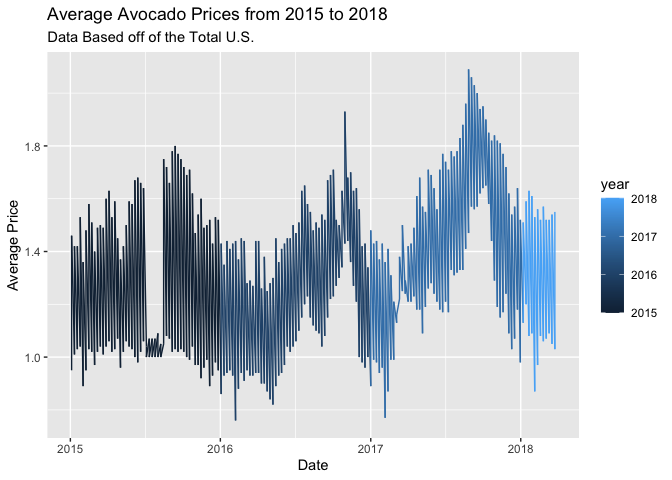 Average Avocado Prices from 2015 to 2018
Data Based off of the Total U.S.
Average Price
1.8
1.4
1.0
2015
2016
2017
2018
Date
year
2018
2017
2016
2015